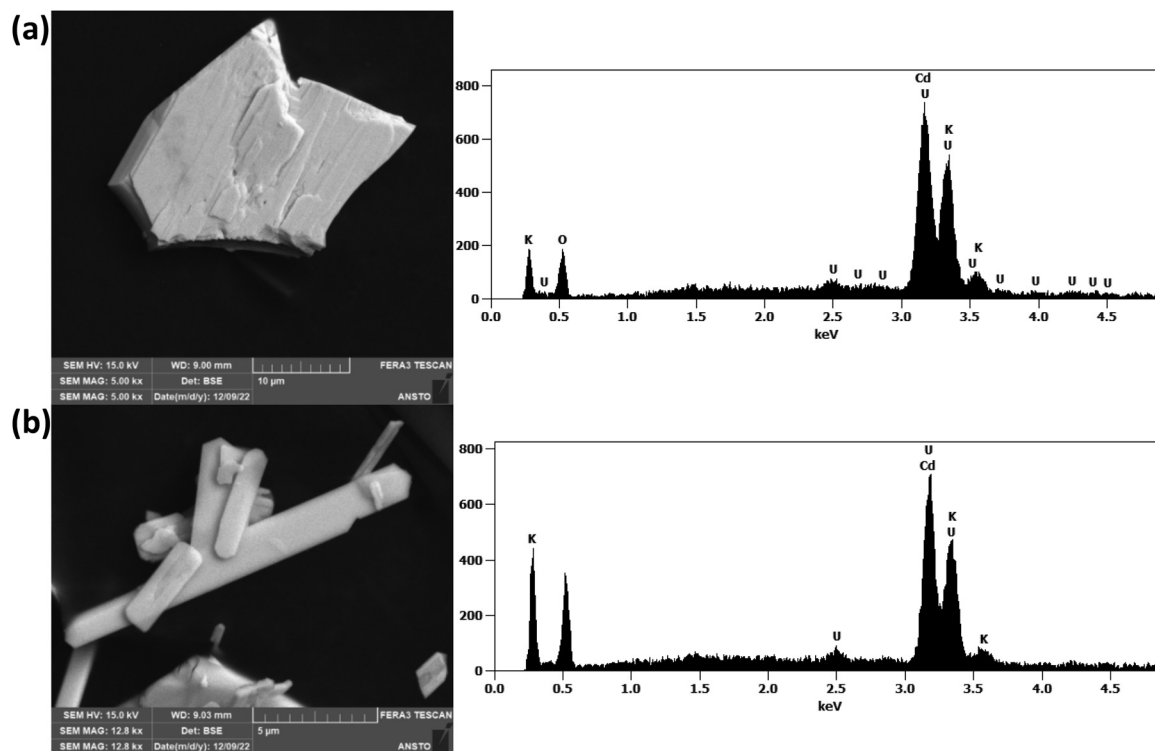 (a)
SEM HV: 15.0 kV WD: 9.00 mm FERA3 TESCAN
SEM MAG: 5.00 kx Det: BSE 10 µm
SEM MAG: 5.00 kx Date(m/d/y): 12/09/22 ANSTO
800
600
400
200
0
Cd
U
K
U
K O
U
U U U
U
K
U U U U U
0.0 0.5 1.0 1.5 2.0 2.5 3.0 3.5 4.0 4.5
keV
(b)
SEM HV: 15.0 kV WD: 9.03 mm FERA3 TESCAN
SEM MAG: 12.8 kx Det: BSE 5 µm
SEM MAG: 12.8 kx Date(m/d/y): 12/09/22 ANSTO
800
600
400
200
0
U
Cd
K
U
K
U
K
0.0 0.5 1.0 1.5 2.0 2.5 3.0 3.5 4.0 4.5
keV